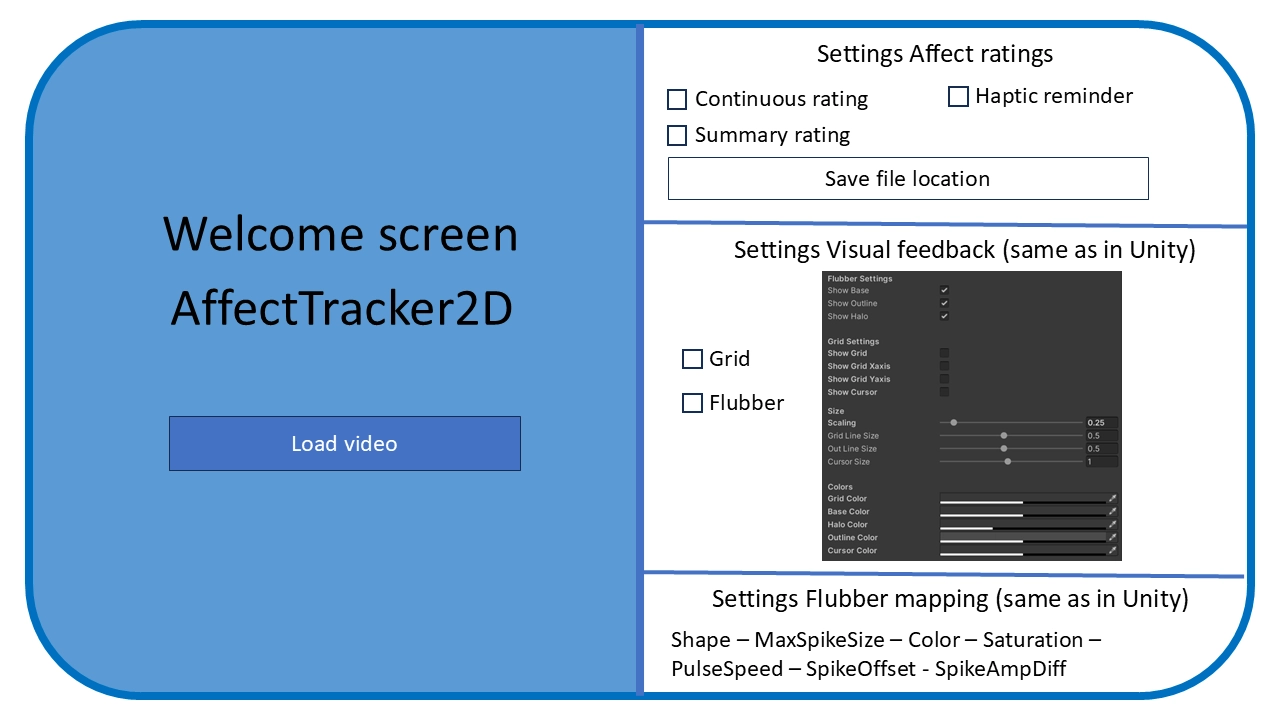 Welcome screen
AffectTracker2D
Load video
Settings Affect ratings
Continuous rating
Haptic reminder
Summary rating
Save file location
Settings Visual feedback (same as in Unity)
Grid
Flubber
Flubber Settings
Show Base
Show Outline
Show Halo
Grid Settings
Show Grid
Show Grid Xaxis
Show Grid Yaxis
Show Cursor
Size
Scaling 0.25
Grid Line Size 0.5
Out Line Size 0.5
Cursor Size 1
Colors
Grid Color
Base Color
Halo Color
Outline Color
Cursor Color
Settings Flubber mapping (same as in Unity)
Shape – MaxSpikeSize – Color – Saturation –
PulseSpeed – SpikeOffset - SpikeAmpDiff